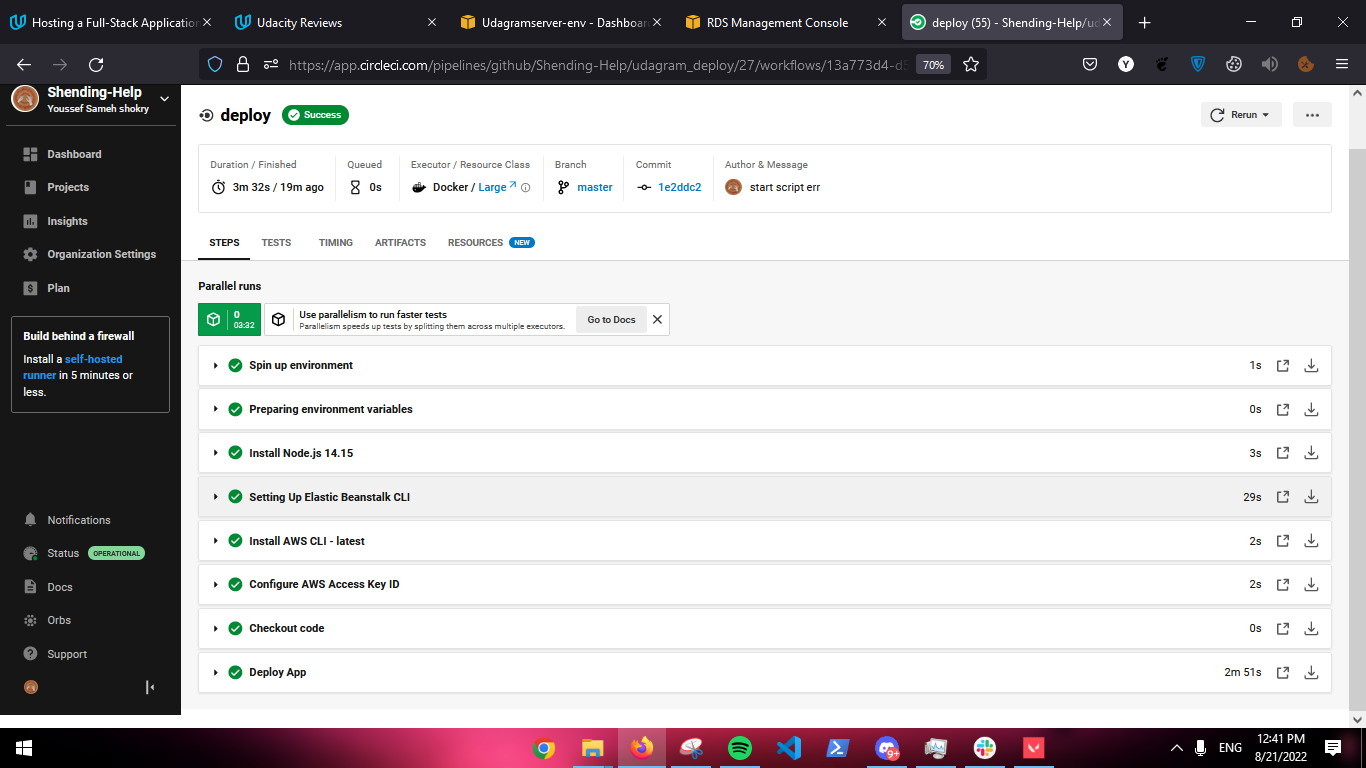 Hosting a Full-Stack Application
Udacity Reviews
Udagramserver-env - Dashboar
RDS Management Console
deploy (55) - Shending-Help/ud
https://app.circleci.com/pipelines/github/Shending-Help/udagram_deploy/27/workflows/13a773d4-d5
70%
Shending-Help
Youssef Sameh shokry
Dashboard
Projects
Insights
Organization Settings
Plan
Build behind a firewall
Install a self-hosted
runner in 5 minutes or
less.
Notifications
Status OPERATIONAL
Docs
Orbs
Support
deploy Success
Rerun
Duration / Finished
3m 32s / 19m ago
Queued
0s
Executor / Resource Class
Docker / Large
Branch
master
Commit
1e2ddc2
Author & Message
start script err
STEPS TESTS TIMING ARTIFACTS RESOURCES NEW
Parallel runs
0
03:32
Use parallelism to run faster tests
Parallelism speeds up tests by splitting them across multiple executors.
Go to Docs
Spin up environment 1s
Preparing environment variables 0s
Install Node.js 14.15 3s
Setting Up Elastic Beanstalk CLI 29s
Install AWS CLI - latest 2s
Configure AWS Access Key ID 2s
Checkout code 0s
Deploy App 2m 51s
9+
ENG
12:41 PM
8/21/2022